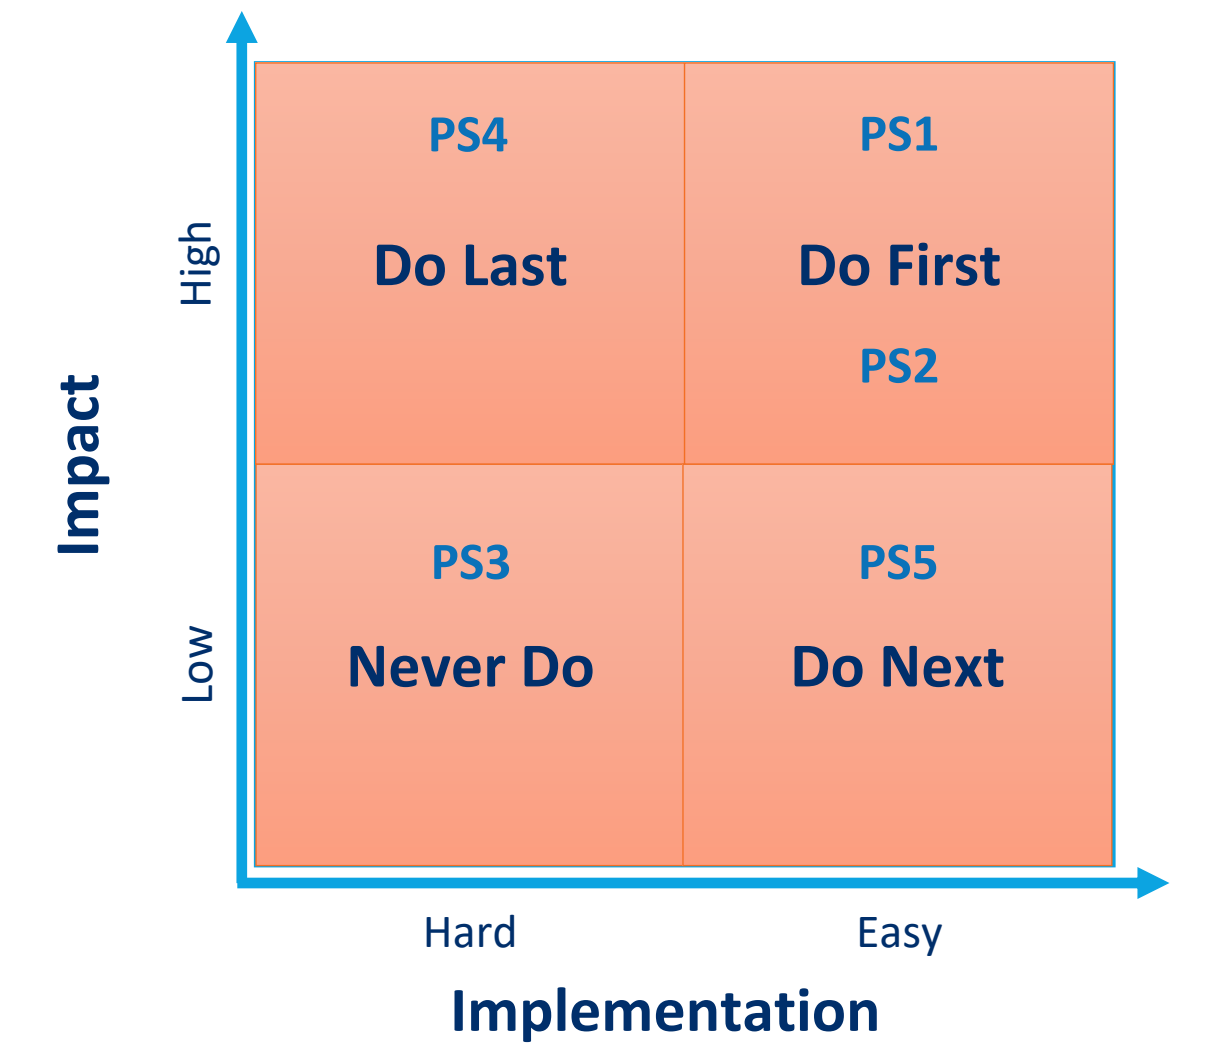 PS4
PS1
Do Last
Do First
PS2
High
Impact
PS3
PS5
Never Do
Do Next
Low
Hard
Easy
Implementation